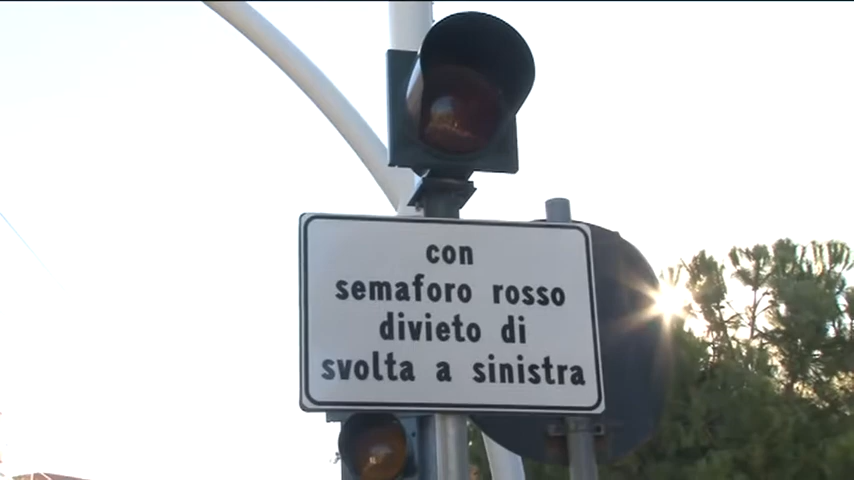 con
semaforo rosso
divieto di
svolta a sinistra